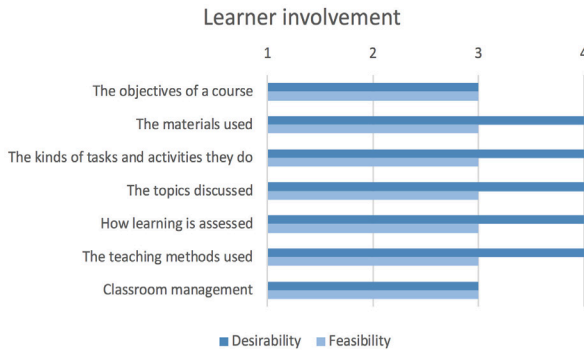 Learner involvement
1 2 3 4
The objectives of a course
The materials used
The kinds of tasks and activities they do
The topics discussed
How learning is assessed
The teaching methods used
Classroom management
Desirability Feasibility